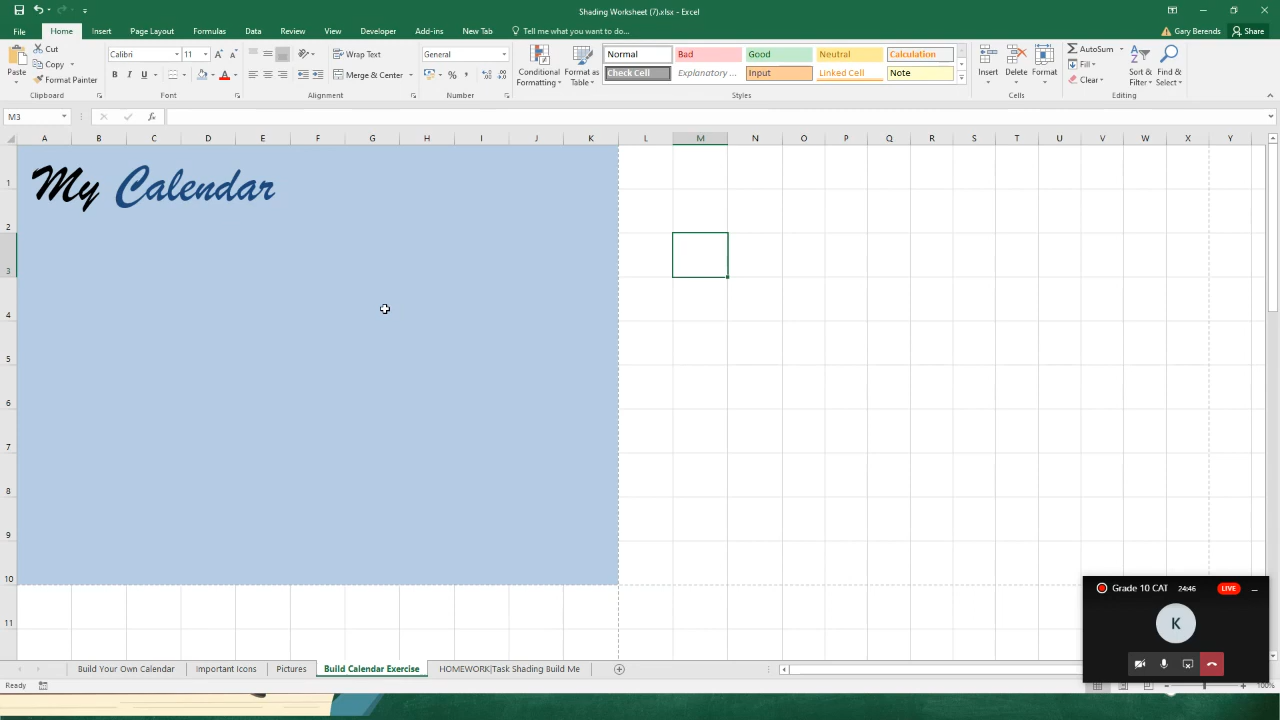 Shading Worksheet (7).xlsx - Excel
File Home Insert Page Layout Formulas Data Review View Developer Add-ins New Tab Tell me what you want to do... Gary Berends Share
Paste
Cut
Copy
Format Painter
Clipboard
Calibri 11
B I U
Font
Wrap Text
Merge & Center
Alignment
General
%
Number
Conditional Formatting
Format as Table
Normal Bad Good Neutral Calculation
Check Cell Explanatory ... Input Linked Cell Note
Styles
Insert Delete Format
Cells
AutoSum
Fill
Clear
Sort & Filter
Find & Select
Editing
M3
A B C D E F G H I J K L M N O P Q R S T U V W X Y
1
2
3
4
5
6
7
8
9
10
11
My Calendar
Grade 10 CAT 24:46 LIVE
K
Build Your Own Calendar Important Icons Pictures Build Calendar Exercise HOMEWORK|Task Shading Build Me
Ready
100%